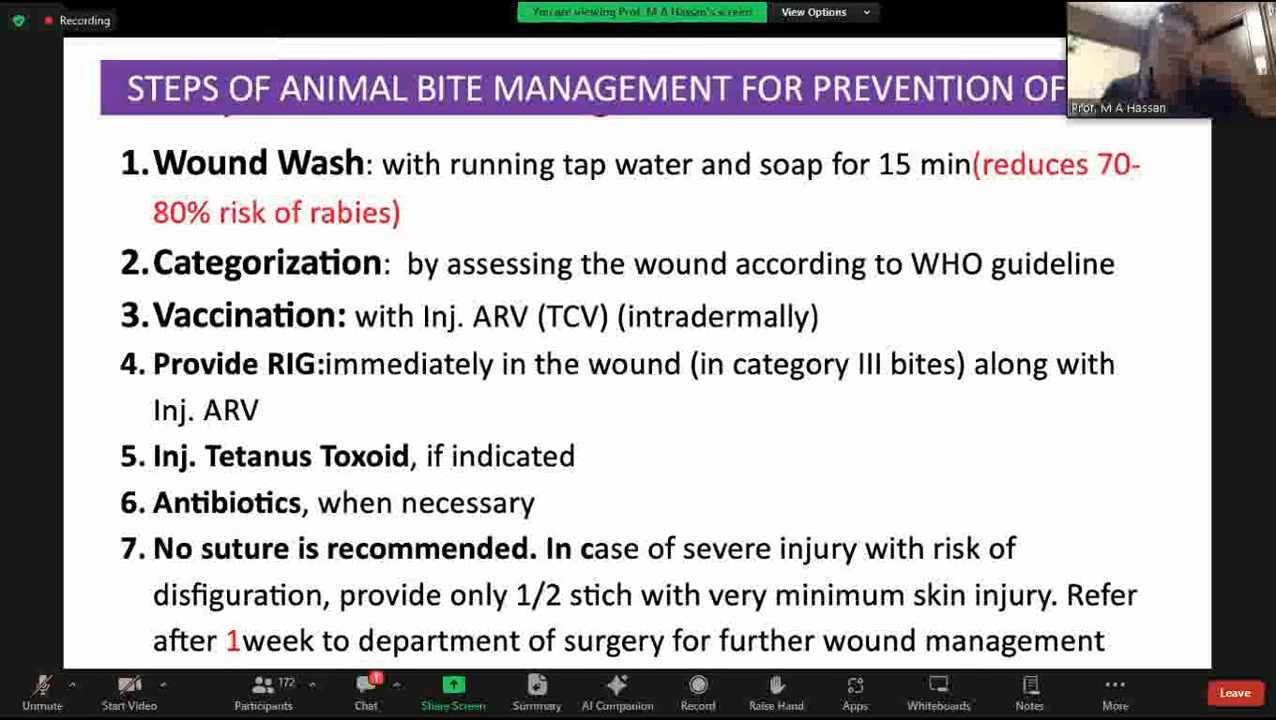 Recording
You are viewing Prof. M A Hassan's screen
View Options
Prof. M A Hassan
STEPS OF ANIMAL BITE MANAGEMENT FOR PREVENTION OF
1. Wound Wash: with running tap water and soap for 15 min(reduces 70-
80% risk of rabies)
2. Categorization: by assessing the wound according to WHO guideline
3. Vaccination: with Inj. ARV (TCV) (intradermally)
4. Provide RIG:immediately in the wound (in category III bites) along with
Inj. ARV
5. Inj. Tetanus Toxoid, if indicated
6. Antibiotics, when necessary
7. No suture is recommended. In case of severe injury with risk of
disfiguration, provide only 1/2 stich with very minimum skin injury. Refer
after 1week to department of surgery for further wound management
Unmute
Start Video
172
Participants
1
Chat
Share Screen
Summary
AI Companion
Record
Raise Hand
Apps
Whiteboards
Notes
More
Leave